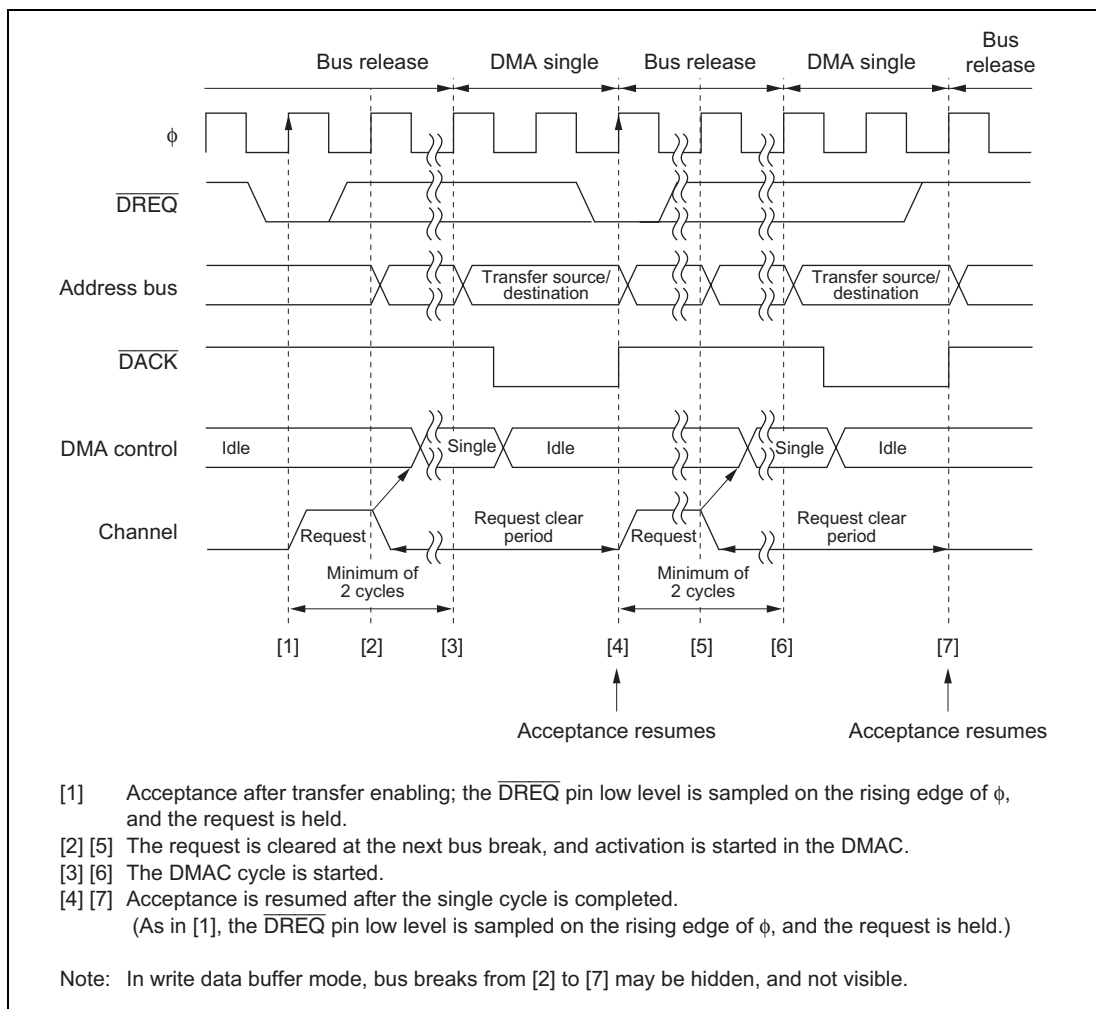 Bus release DMA single Bus release DMA single Bus release
φ
DREQ
Address bus Transfer source/ destination Transfer source/ destination
DACK
DMA control Idle Single Idle Single Idle
Channel Request Request clear period Request Request clear period
Minimum of 2 cycles Minimum of 2 cycles
[1] [2] [3] [4] [5] [6] [7]
Acceptance resumes Acceptance resumes
[1] Acceptance after transfer enabling; the DREQ pin low level is sampled on the rising edge of φ,
and the request is held.
[2] [5] The request is cleared at the next bus break, and activation is started in the DMAC.
[3] [6] The DMAC cycle is started.
[4] [7] Acceptance is resumed after the single cycle is completed.
(As in [1], the DREQ pin low level is sampled on the rising edge of φ, and the request is held.)
Note: In write data buffer mode, bus breaks from [2] to [7] may be hidden, and not visible.